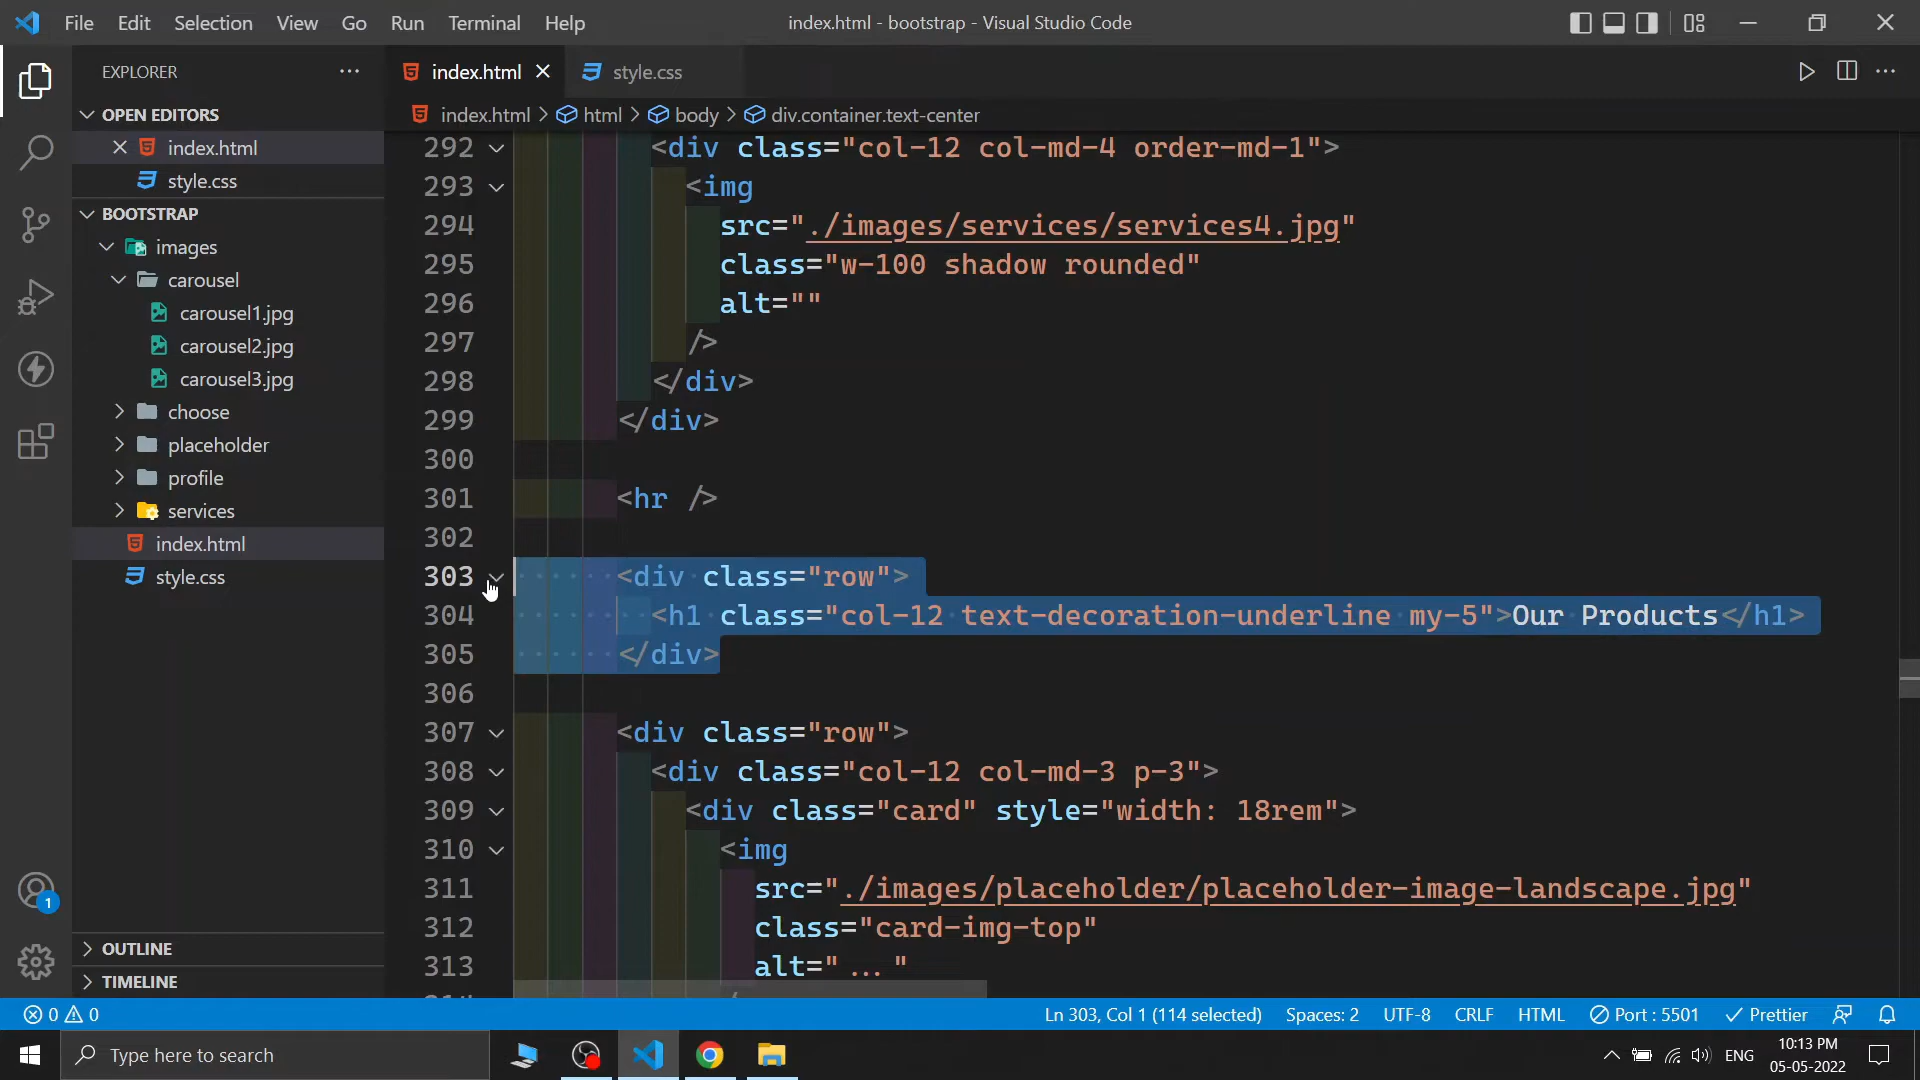 File Edit Selection View Go Run Terminal Help
index.html - bootstrap - Visual Studio Code
EXPLORER
OPEN EDITORS
index.html
style.css
BOOTSTRAP
images
carousel
carousel1.jpg
carousel2.jpg
carousel3.jpg
choose
placeholder
profile
services
index.html
style.css
OUTLINE
TIMELINE
index.html style.css
index.html > html > body > div.container.text-center
292 <div class="col-12 col-md-4 order-md-1">
293 <img
294 src="./images/services/services4.jpg"
295 class="w-100 shadow rounded"
296 alt=""
297 />
298 </div>
299 </div>
300
301 <hr />
302
303 <div class="row">
304 <h1 class="col-12 text-decoration-underline my-5">Our Products</h1>
305 </div>
306
307 <div class="row">
308 <div class="col-12 col-md-3 p-3">
309 <div class="card" style="width: 18rem">
310 <img
311 src="./images/placeholder/placeholder-image-landscape.jpg"
312 class="card-img-top"
313 alt="..."
1
0 0
Ln 303, Col 1 (114 selected) Spaces: 2 UTF-8 CRLF HTML Port : 5501 Prettier
Type here to search
ENG
10:13 PM
05-05-2022